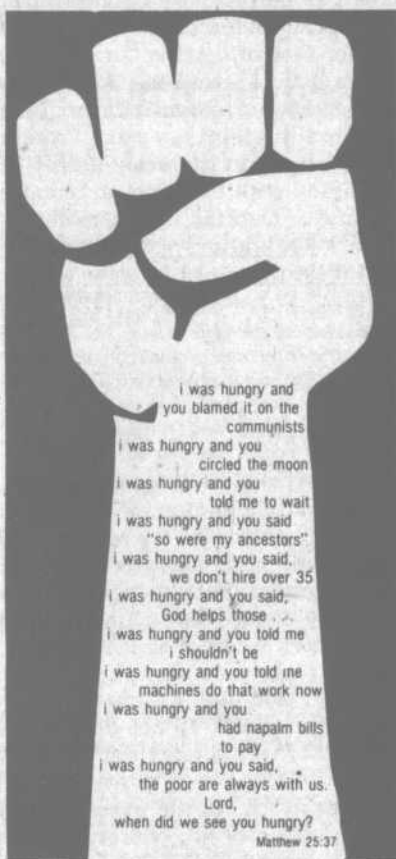 i was hungry and
you blamed it on the
communists
i was hungry and you
circled the moon
i was hungry and you
told me to wait
i was hungry and you said
"so were my ancestors"
i was hungry and you said,
we don't hire over 35
i was hungry and you said,
God helps those . . .
i was hungry and you told me
i shouldn't be
i was hungry and you told me
machines do that work now
i was hungry and you
had napalm bills
to pay
i was hungry and you said,
the poor are always with us.
Lord,
when did we see you hungry?
Matthew 25:37